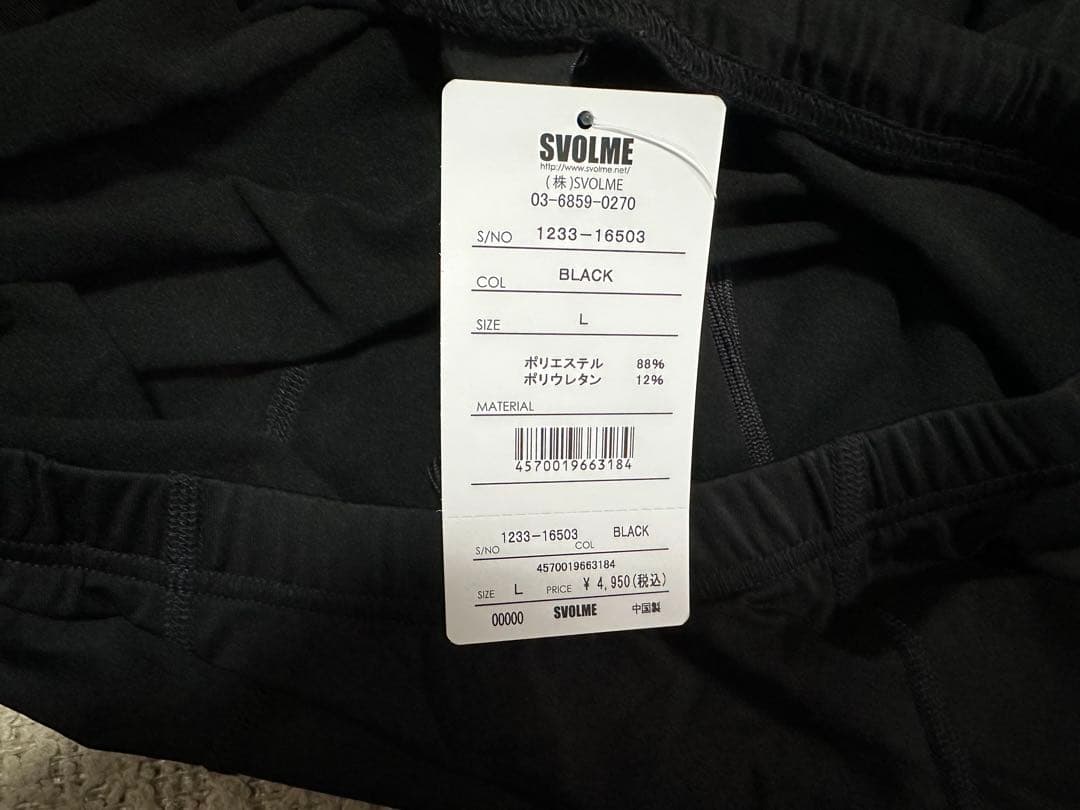 SVOLME
http://www.svolme.net/
(株)SVOLME
03-6859-0270
S/NO 1233-16503
COL BLACK
SIZE L
ポリエステル 88%
ポリウレタン 12%
MATERIAL
4570019663184
S/NO 1233-16503 COL BLACK
4570019663184
SIZE L PRICE ¥ 4,950(税込)
00000 SVOLME 中国製